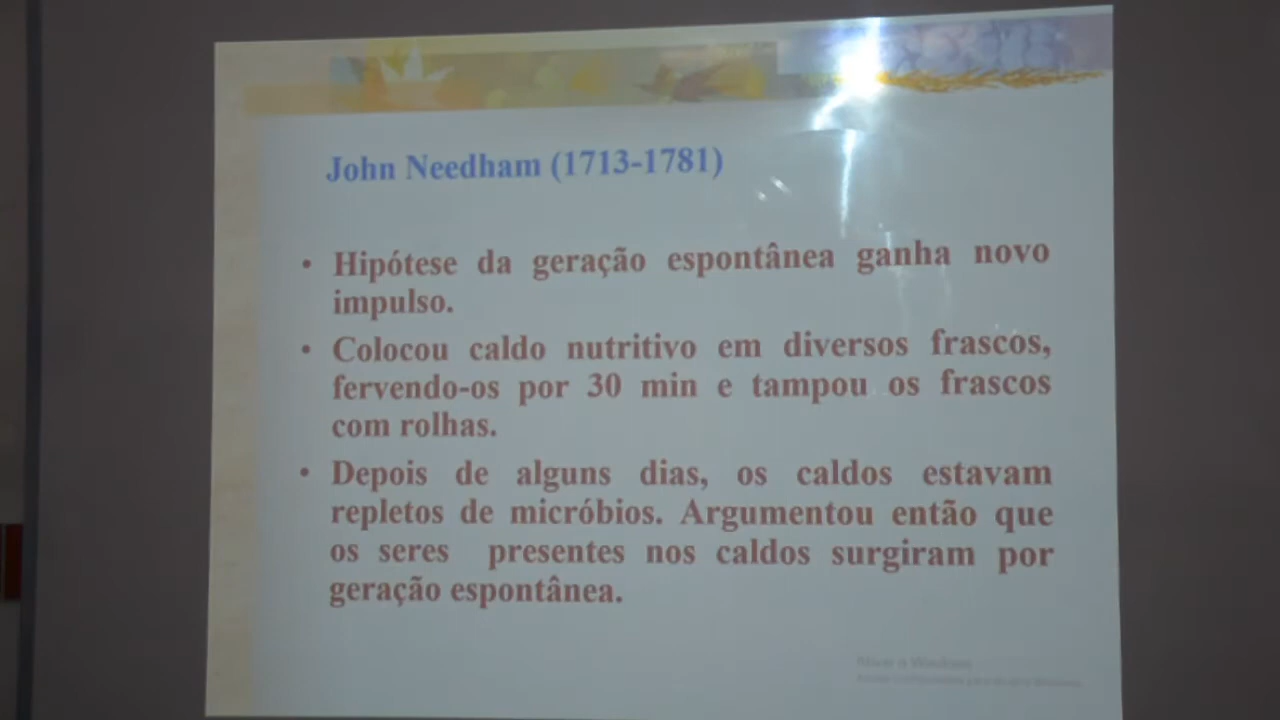 John Needham (1713-1781)
• Hipótese da geração espontânea ganha novo
impulso.
• Colocou caldo nutritivo em diversos frascos,
fervendo-os por 30 min e tampou os frascos
com rolhas.
• Depois de alguns dias, os caldos estavam
repletos de micróbios. Argumentou então que
os seres presentes nos caldos surgiram por
geração espontânea.